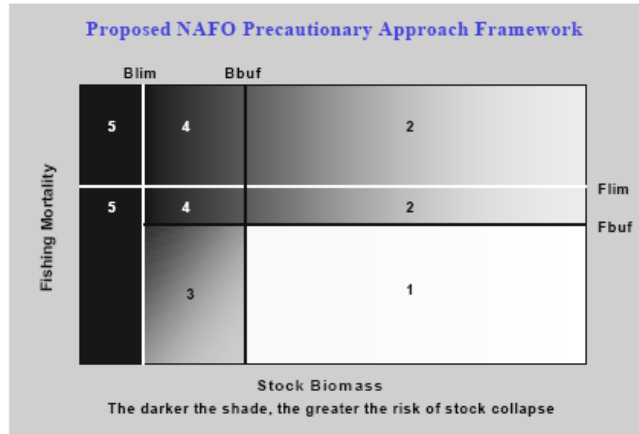 Proposed NAFO Precautionary Approach Framework
Blim Bbuf
5 4 2
Flim
5 4 2
Fbuf
Fishing Mortality
3 1
Stock Biomass
The darker the shade, the greater the risk of stock collapse